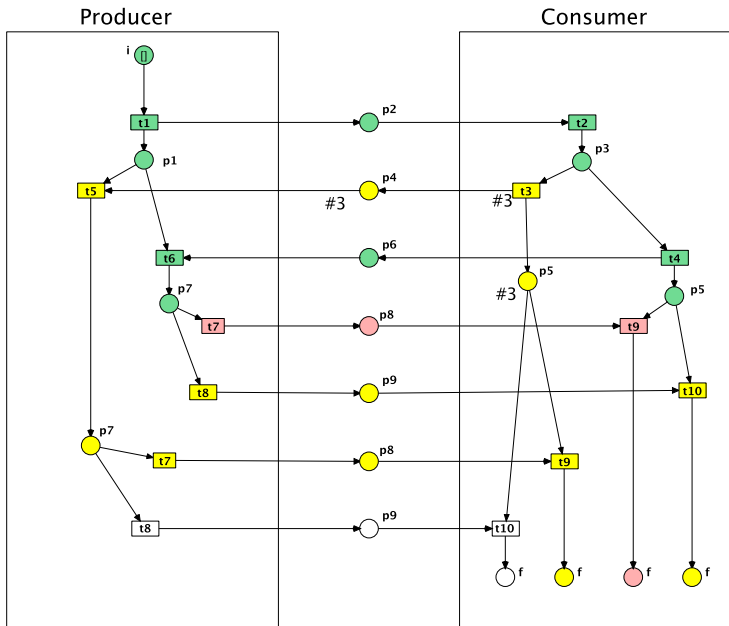 Producer Consumer
i []
t1 p2 t2
p1 p3
t5 p4 t3
#3 #3
t6 p6 t4
p7 p5 p5
#3
t7 p8 t9
t8 p9 t10
p7 p8
t7 t9
t8 p9 t10
f f f f